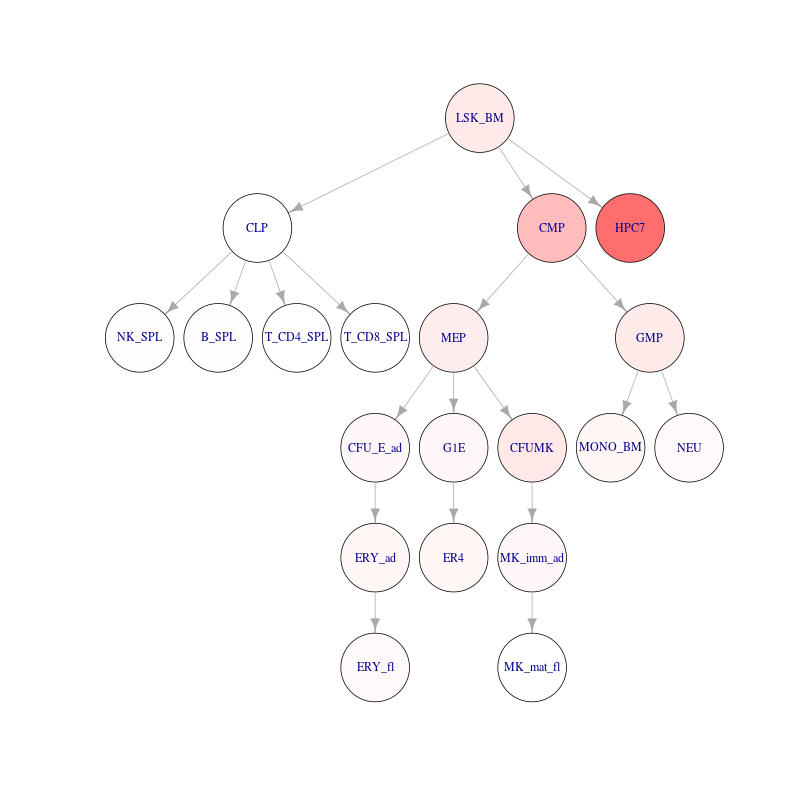 LSK_BM
CLP
CMP
HPC7
NK_SPL
B_SPL
T_CD4_SPL
T_CD8_SPL
MEP
GMP
CFU_E_ad
G1E
CFUMK
MONO_BM
NEU
ERY_ad
ER4
MK_imm_ad
ERY_fl
MK_mat_fl